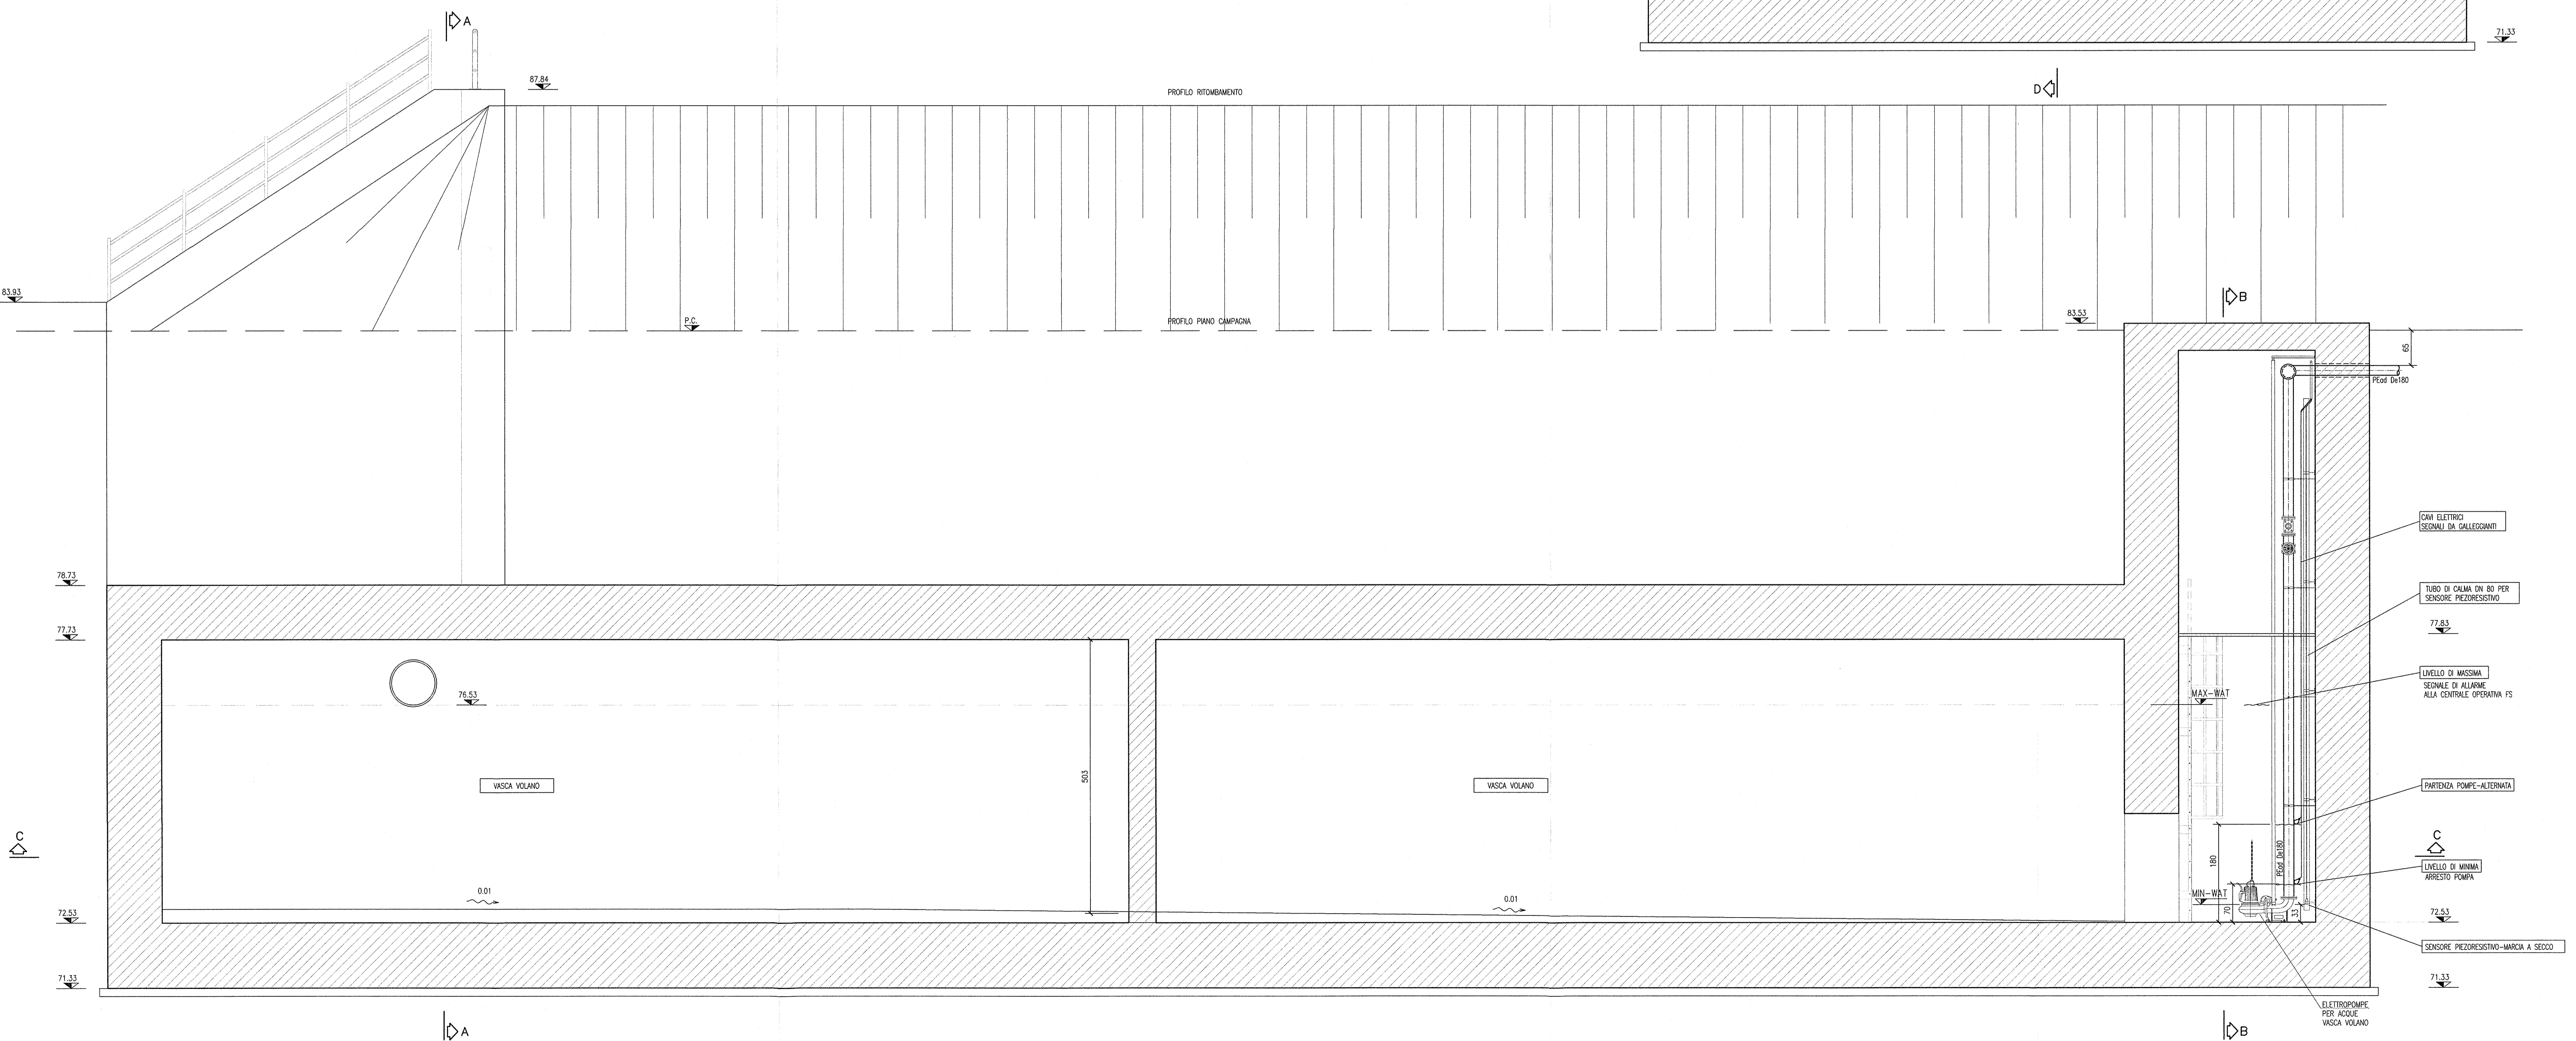 A
71.33
87.84
PROFILO RITOMBAMENTO
D
83.93
P.C.
PROFILO PIANO CAMPAGNA
83.53
B
65
PEad De180
CAVI ELETTRICI
SEGNALI DA GALLEGGIANTI
78.73
TUBO DI CALMA DN 80 PER
SENSORE PIEZORESISTIVO
77.73
77.83
76.53
MAX-WAT
LIVELLO DI MASSIMA
SEGNALE DI ALLARME
ALLA CENTRALE OPERATIVA FS
503
VASCA VOLANO
VASCA VOLANO
PARTENZA POMPE-ALTERNATA
C
C
180
PEad De180
LIVELLO DI MINIMA
ARRESTO POMPA
0.01
0.01
MIN-WAT
70
33
72.53
72.53
SENSORE PIEZORESISTIVO-MARCIA A SECCO
71.33
71.33
ELETTROPOMPE
PER ACQUE
VASCA VOLANO
A
B